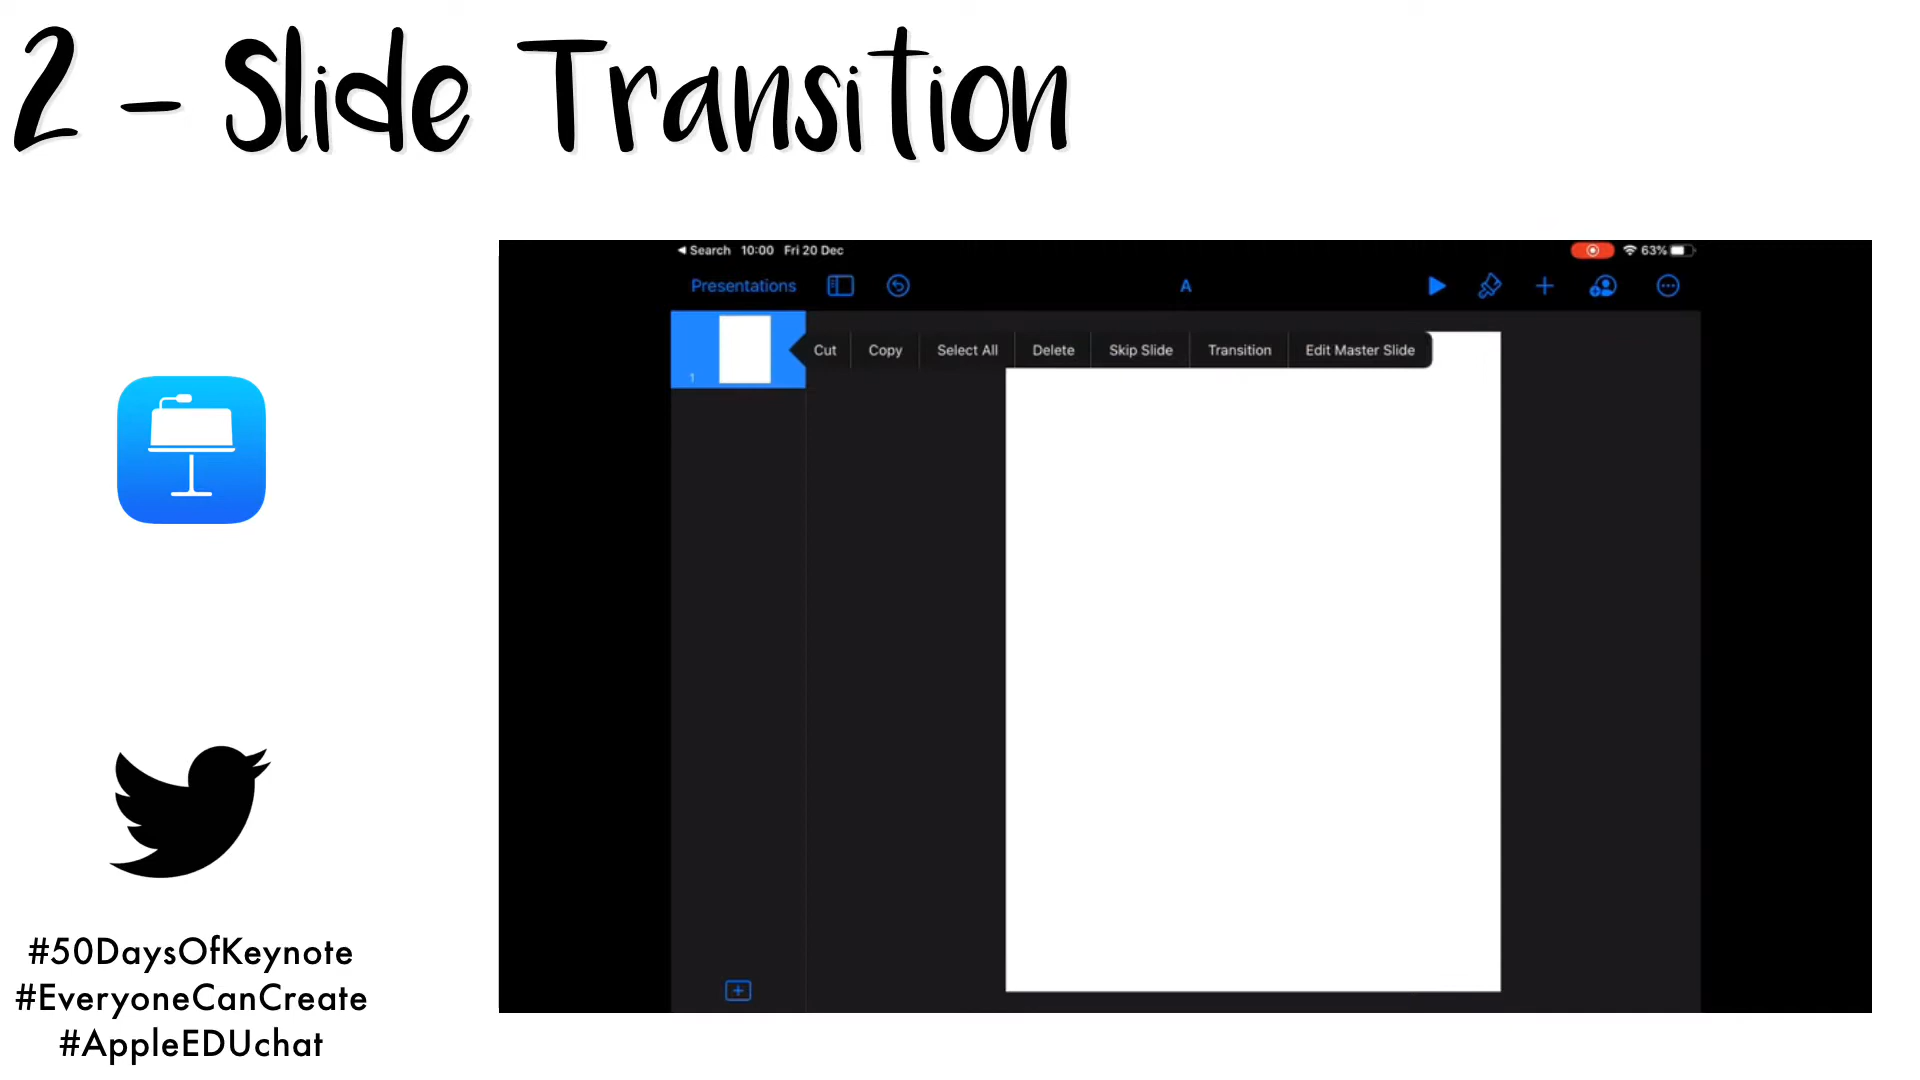 2 - Slide Transition
Search 10:00 Fri 20 Dec 63%
Presentations A
Cut Copy Select All Delete Skip Slide Transition Edit Master Slide
1
#50DaysOfKeynote
#EveryoneCanCreate
#AppleEDUchat